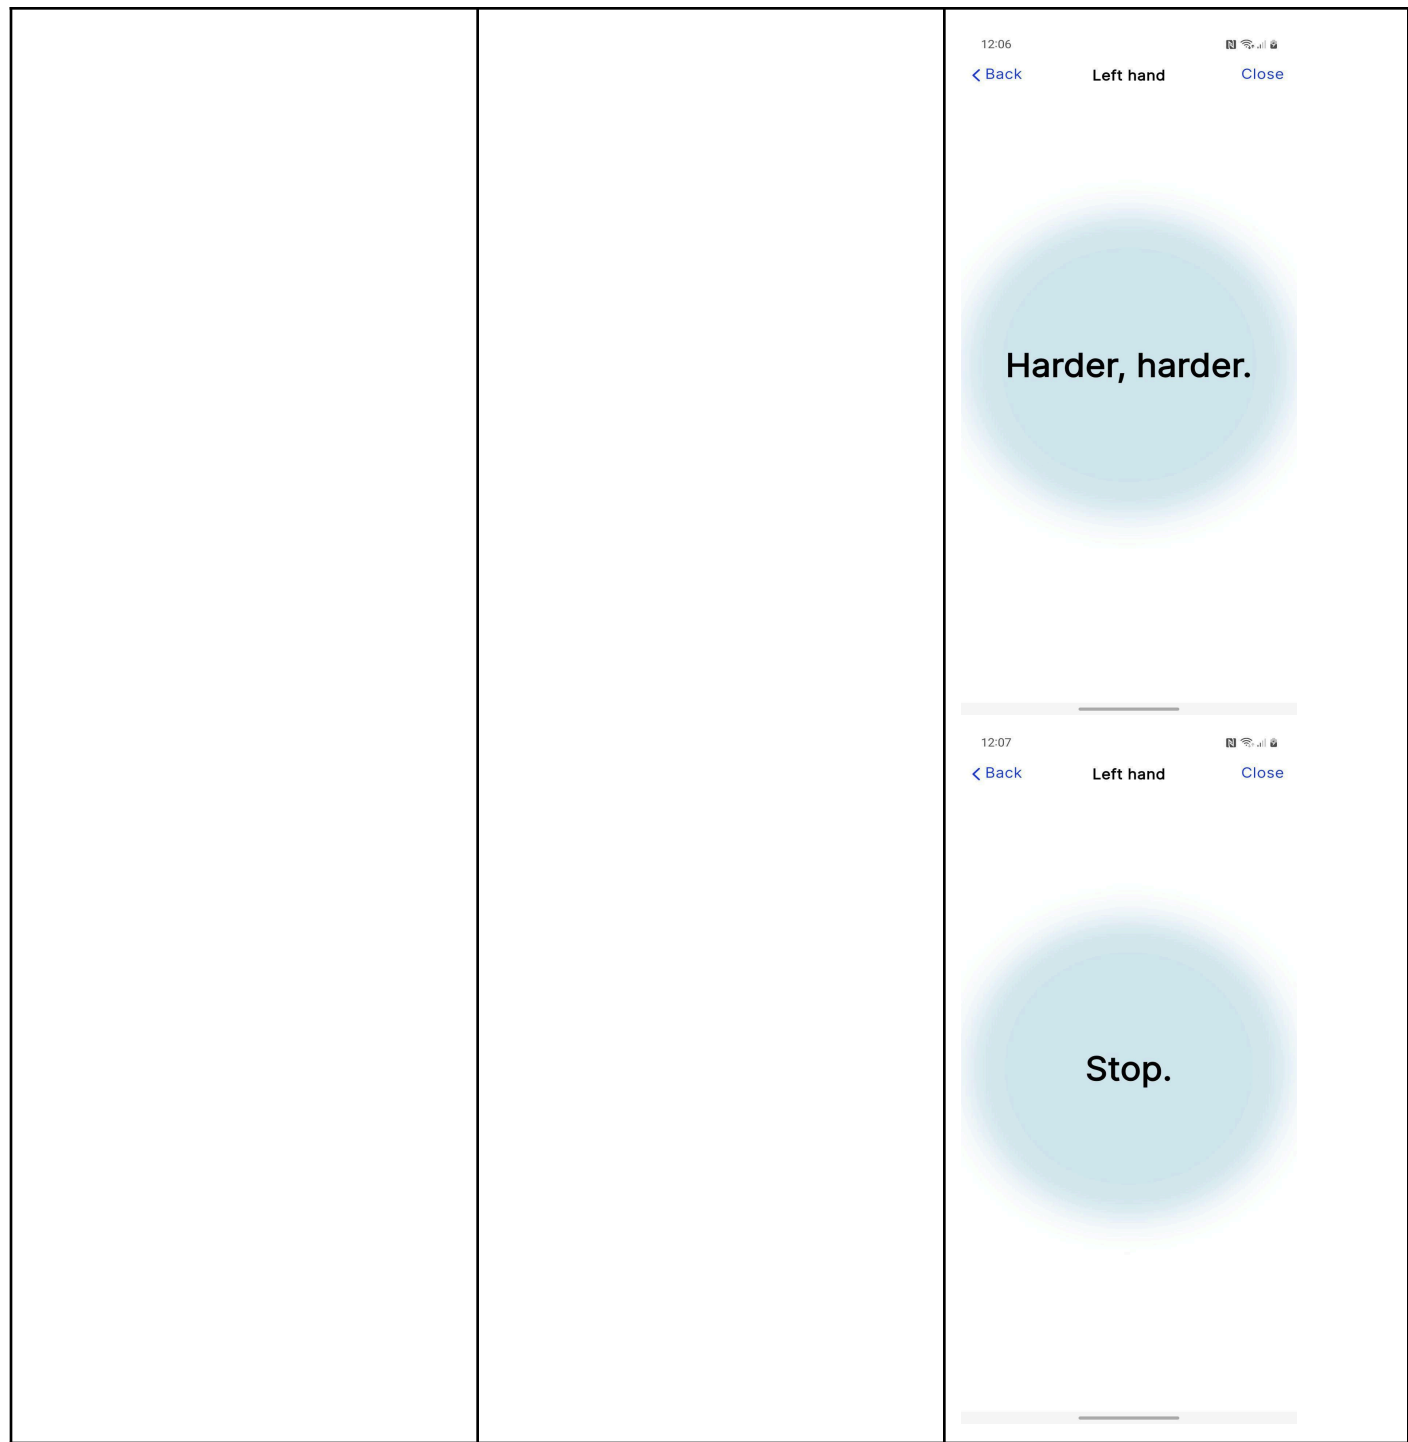 12:06
Back Left hand Close
Harder, harder.
12:07
Back Left hand Close
Stop.